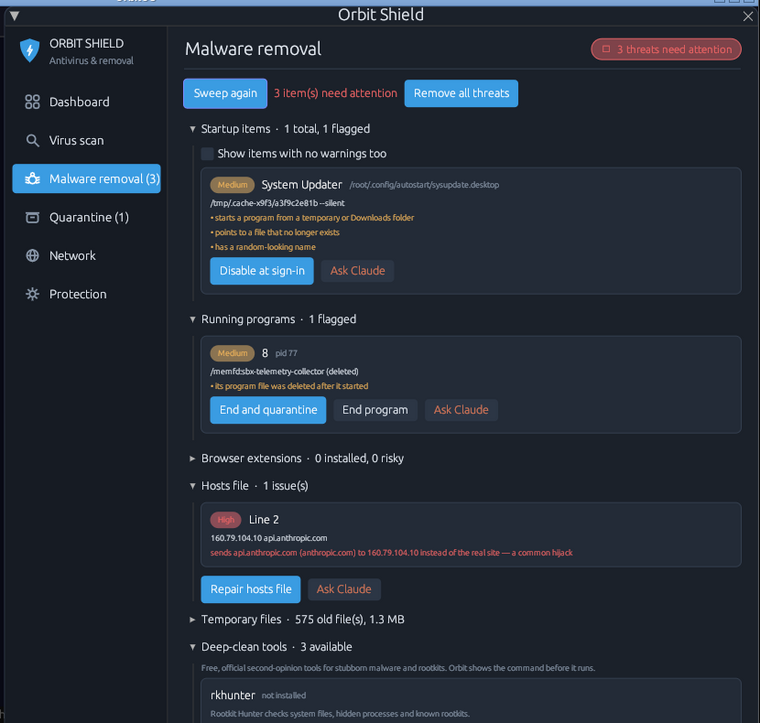 Orbit Shield
ORBIT SHIELD
Antivirus & removal
Dashboard
Virus scan
Malware removal (3)
Quarantine (1)
Network
Protection
Malware removal
3 threats need attention
Sweep again 3 item(s) need attention Remove all threats
Startup items · 1 total, 1 flagged
Show items with no warnings too
Medium System Updater /root/.config/autostart/sysupdate.desktop
/tmp/.cache-x9f3/a3f9c2e81b --silent
• starts a program from a temporary or Downloads folder
• points to a file that no longer exists
• has a random-looking name
Disable at sign-in Ask Claude
Running programs · 1 flagged
Medium 8 pid 77
/memfd:sbx-telemetry-collector (deleted)
• its program file was deleted after it started
End and quarantine End program Ask Claude
Browser extensions · 0 installed, 0 risky
Hosts file · 1 issue(s)
High Line 2
160.79.104.10 api.anthropic.com
sends api.anthropic.com (anthropic.com) to 160.79.104.10 instead of the real site — a common hijack
Repair hosts file Ask Claude
Temporary files · 575 old file(s), 1.3 MB
Deep-clean tools · 3 available
Free, official second-opinion tools for stubborn malware and rootkits. Orbit shows the command before it runs.
rkhunter not installed
Rootkit Hunter checks system files, hidden processes and known rootkits.